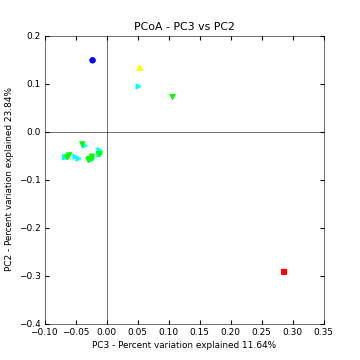 PCoA - PC3 vs PC2
0.2
0.1
0.0
−0.1
−0.2
−0.3
−0.4
PC2 - Percent variation explained 23.84%
−0.10 −0.05 0.00 0.05 0.10 0.15 0.20 0.25 0.30 0.35
PC3 - Percent variation explained 11.64%